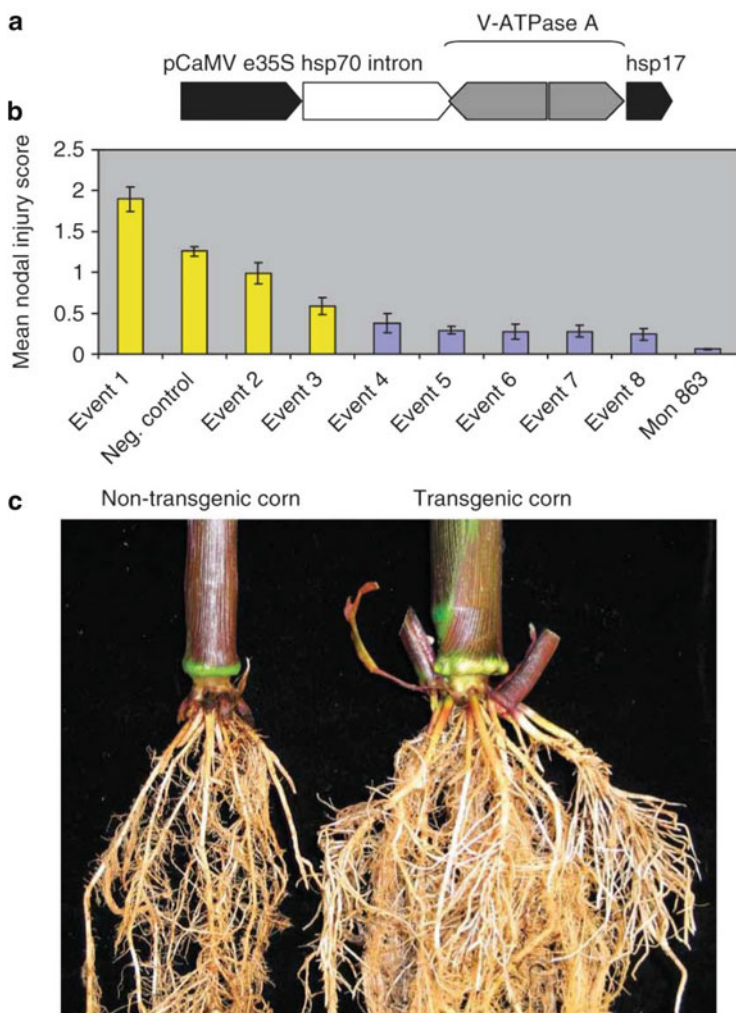 a
V-ATPase A
pCaMV e35S hsp70 intron
hsp17
b
Mean nodal injury score
2.5
2
1.5
1
0.5
0
Event 1
Neg. control
Event 2
Event 3
Event 4
Event 5
Event 6
Event 7
Event 8
Mon 863
c
Non-transgenic corn
Transgenic corn